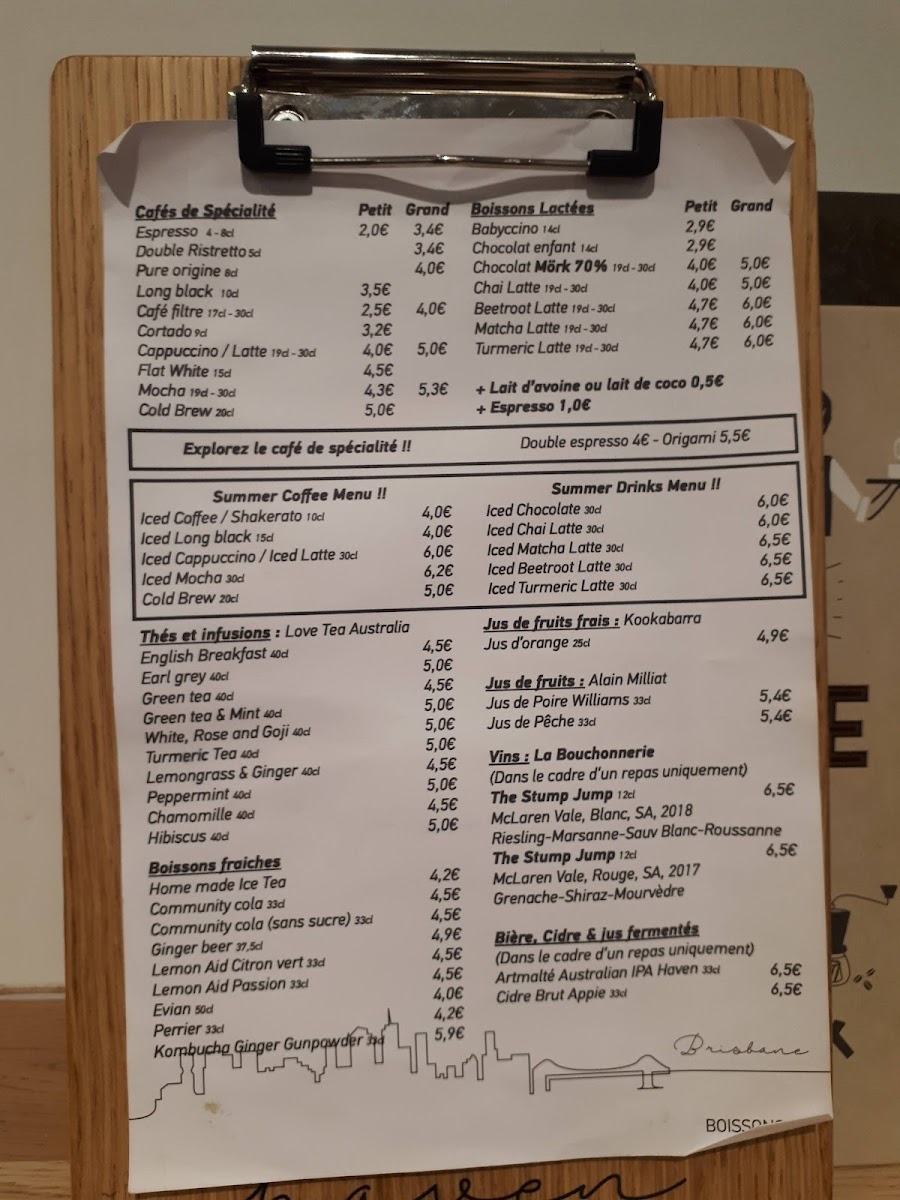 Cafés de Spécialité Petit Grand
Espresso 4 - 8cl 2,0€ 3,4€
Double Ristretto 5cl 3,4€
Pure origine 8cl 4,0€
Long black 10cl 3,5€
Café filtre 17cl - 30cl 2,5€ 4,0€
Cortado 9cl 3,2€
Cappuccino / Latte 19cl - 30cl 4,0€ 5,0€
Flat White 15cl 4,5€
Mocha 19cl - 30cl 4,3€ 5,3€
Cold Brew 20cl 5,0€
Boissons Lactées Petit Grand
Babyccino 14cl 2,9€
Chocolat enfant 14cl 2,9€
Chocolat Mörk 70% 19cl - 30cl 4,0€ 5,0€
Chai Latte 19cl - 30cl 4,0€ 5,0€
Beetroot Latte 19cl - 30cl 4,7€ 6,0€
Matcha Latte 19cl - 30cl 4,7€ 6,0€
Turmeric Latte 19cl - 30cl 4,7€ 6,0€
+ Lait d'avoine ou lait de coco 0,5€
+ Espresso 1,0€
Explorez le café de spécialité !! Double espresso 4€ - Origami 5,5€
Summer Coffee Menu !!
Iced Coffee / Shakerato 10cl 4,0€
Iced Long black 15cl 4,0€
Iced Cappuccino / Iced Latte 30cl 6,0€
Iced Mocha 30cl 6,2€
Cold Brew 20cl 5,0€
Summer Drinks Menu !!
Iced Chocolate 30cl 6,0€
Iced Chai Latte 30cl 6,0€
Iced Matcha Latte 30cl 6,5€
Iced Beetroot Latte 30cl 6,5€
Iced Turmeric Latte 30cl 6,5€
Thés et infusions : Love Tea Australia
English Breakfast 40cl 4,5€
Earl grey 40cl 5,0€
Green tea 40cl 4,5€
Green tea & Mint 40cl 5,0€
White, Rose and Goji 40cl 5,0€
Turmeric Tea 40cl 5,0€
Lemongrass & Ginger 40cl 4,5€
Peppermint 40cl 5,0€
Chamomille 40cl 4,5€
Hibiscus 40cl 5,0€
Boissons fraiches
Home made Ice Tea 4,2€
Community cola 33cl 4,5€
Community cola (sans sucre) 33cl 4,5€
Ginger beer 37,5cl 4,9€
Lemon Aid Citron vert 33cl 4,5€
Lemon Aid Passion 33cl 4,5€
Evian 50cl 4,0€
Perrier 33cl 4,2€
Kombucha Ginger Gunpowder 33cl 5,9€
Jus de fruits frais : Kookabarra
Jus d'orange 25cl 4,9€
Jus de fruits : Alain Milliat
Jus de Poire Williams 33cl 5,4€
Jus de Pêche 33cl 5,4€
Vins : La Bouchonnerie
(Dans le cadre d'un repas uniquement)
The Stump Jump 12cl 6,5€
McLaren Vale, Blanc, SA, 2018
Riesling-Marsanne-Sauv Blanc-Roussanne
The Stump Jump 12cl 6,5€
McLaren Vale, Rouge, SA, 2017
Grenache-Shiraz-Mourvèdre
Bière, Cidre & jus fermentés
(Dans le cadre d'un repas uniquement)
Artmalté Australian IPA Haven 33cl 6,5€
Cidre Brut Appie 33cl 6,5€
Brisbane